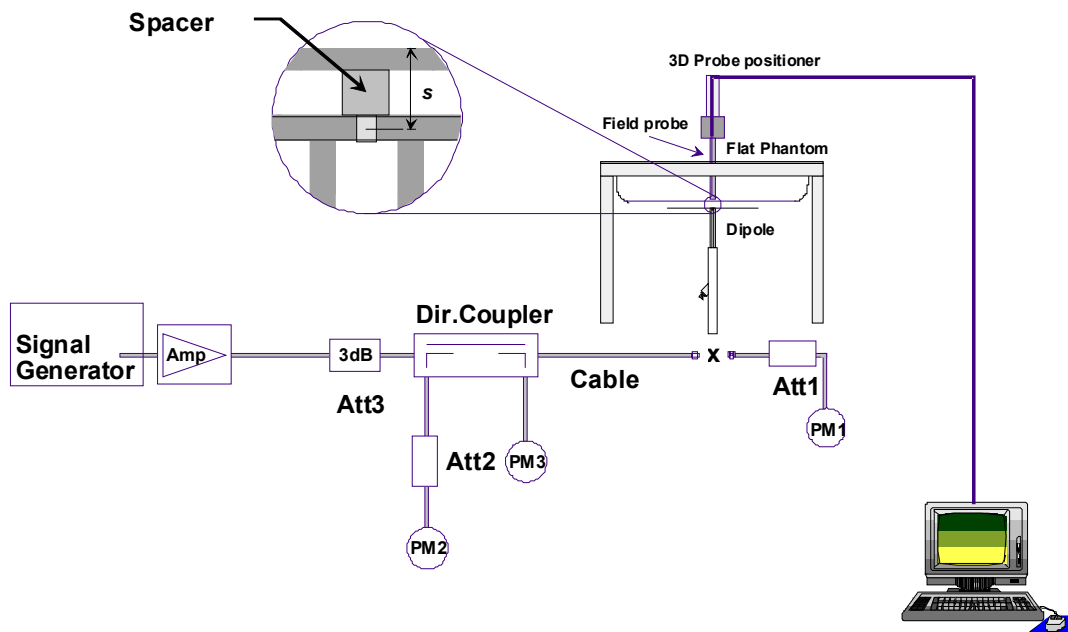 Spacer
s
3D Probe positioner
Field probe
Flat Phantom
Dipole
Signal
Generator
Amp
3dB
Att3
Dir.Coupler
Cable
x
Att1
PM1
Att2
PM3
PM2